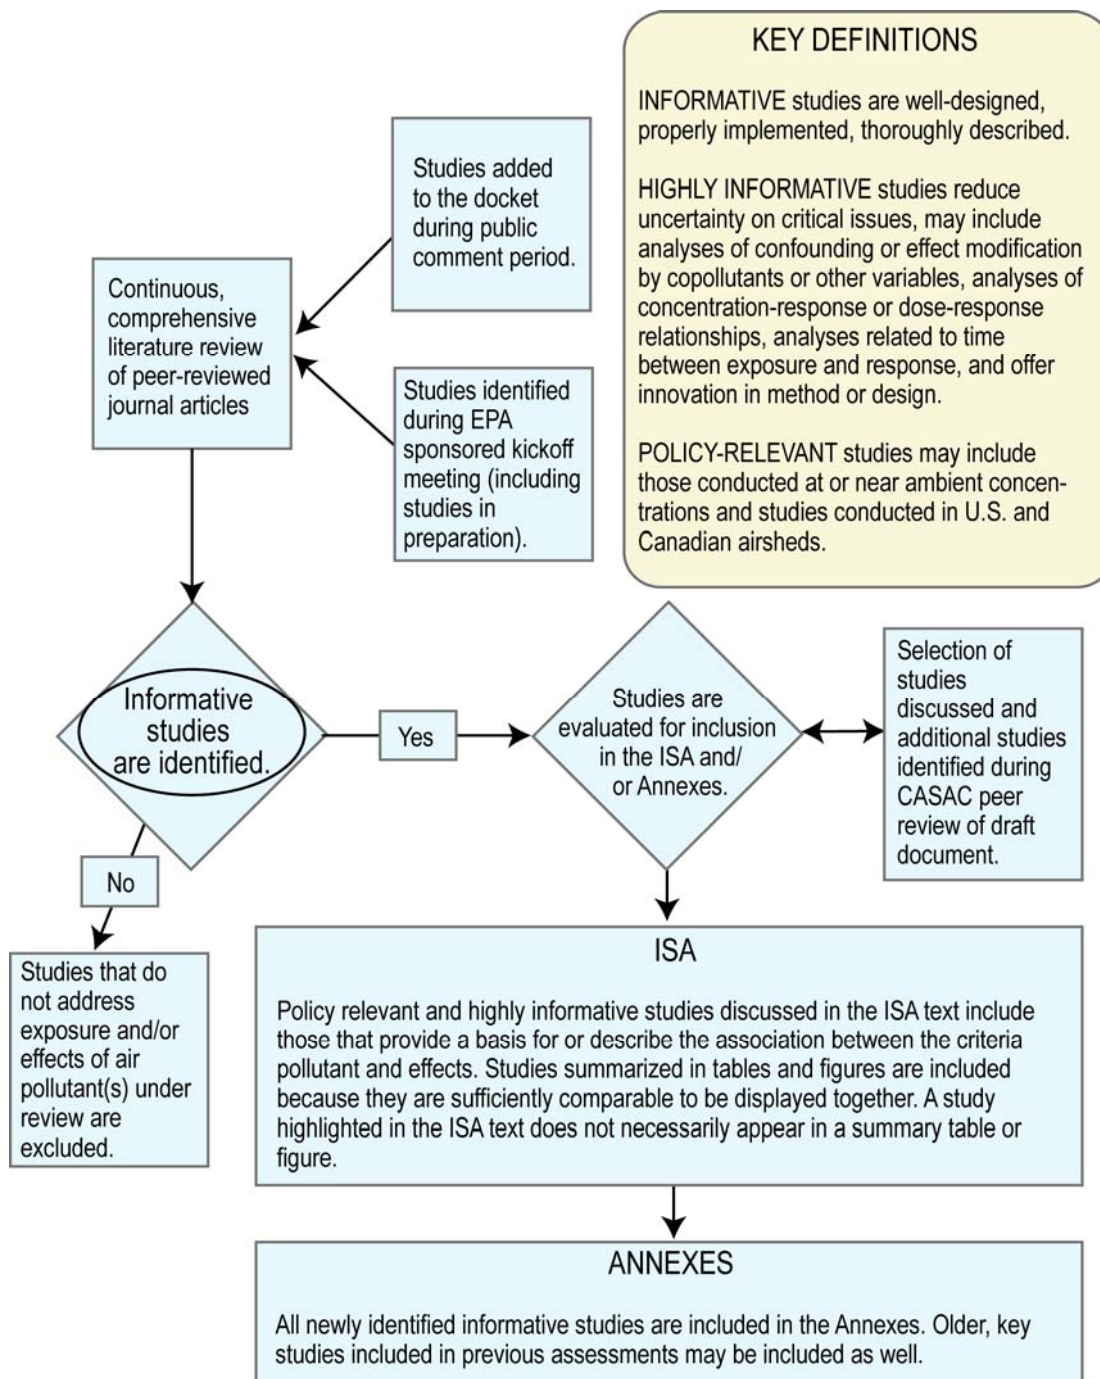 KEY DEFINITIONS
INFORMATIVE studies are well-designed,
properly implemented, thoroughly described.
HIGHLY INFORMATIVE studies reduce
uncertainty on critical issues, may include
analyses of confounding or effect modification
by copollutants or other variables, analyses of
concentration-response or dose-response
relationships, analyses related to time
between exposure and response, and offer
innovation in method or design.
POLICY-RELEVANT studies may include
those conducted at or near ambient concen-
trations and studies conducted in U.S. and
Canadian airsheds.
Studies added
to the docket
during public
comment period.
Continuous,
comprehensive
literature review
of peer-reviewed
journal articles
Studies identified
during EPA
sponsored kickoff
meeting (including
studies in
preparation).
Informative
studies
are identified.
Yes
Studies are
evaluated for inclusion
in the ISA and/
or Annexes.
Selection of
studies
discussed and
additional studies
identified during
CASAC peer
review of draft
document.
No
Studies that do
not address
exposure and/or
effects of air
pollutant(s) under
review are
excluded.
ISA
Policy relevant and highly informative studies discussed in the ISA text include
those that provide a basis for or describe the association between the criteria
pollutant and effects. Studies summarized in tables and figures are included
because they are sufficiently comparable to be displayed together. A study
highlighted in the ISA text does not necessarily appear in a summary table or
figure.
ANNEXES
All newly identified informative studies are included in the Annexes. Older, key
studies included in previous assessments may be included as well.